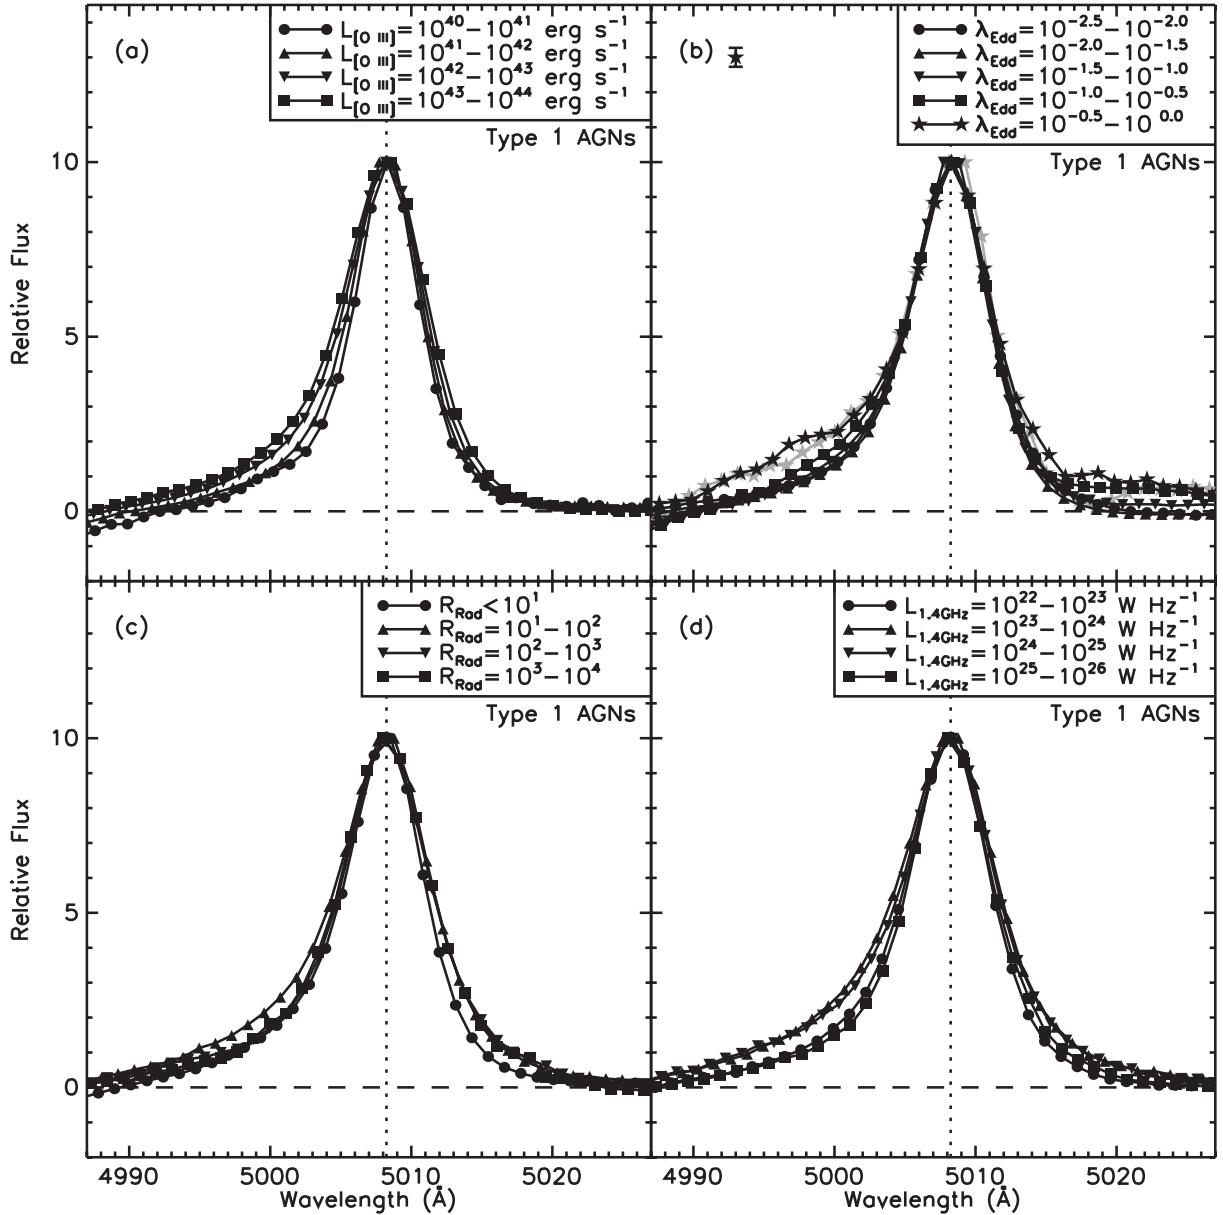 (a)
L[O III]=10^40−10^41 erg s^−1
L[O III]=10^41−10^42 erg s^−1
L[O III]=10^42−10^43 erg s^−1
L[O III]=10^43−10^44 erg s^−1
Type 1 AGNs
(b)
λEdd=10^−2.5−10^−2.0
λEdd=10^−2.0−10^−1.5
λEdd=10^−1.5−10^−1.0
λEdd=10^−1.0−10^−0.5
λEdd=10^−0.5−10^0.0
Type 1 AGNs
10
5
0
Relative Flux
(c)
RRad<10^1
RRad=10^1−10^2
RRad=10^2−10^3
RRad=10^3−10^4
Type 1 AGNs
(d)
L1.4GHz=10^22−10^23 W Hz^−1
L1.4GHz=10^23−10^24 W Hz^−1
L1.4GHz=10^24−10^25 W Hz^−1
L1.4GHz=10^25−10^26 W Hz^−1
Type 1 AGNs
10
5
0
Relative Flux
4990 5000 5010 5020
Wavelength (Å)
4990 5000 5010 5020
Wavelength (Å)